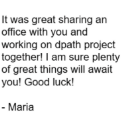 It was great sharing an
office with you and
working on dpath project
together! I am sure plenty
of great things will await
you! Good luck!
- Maria